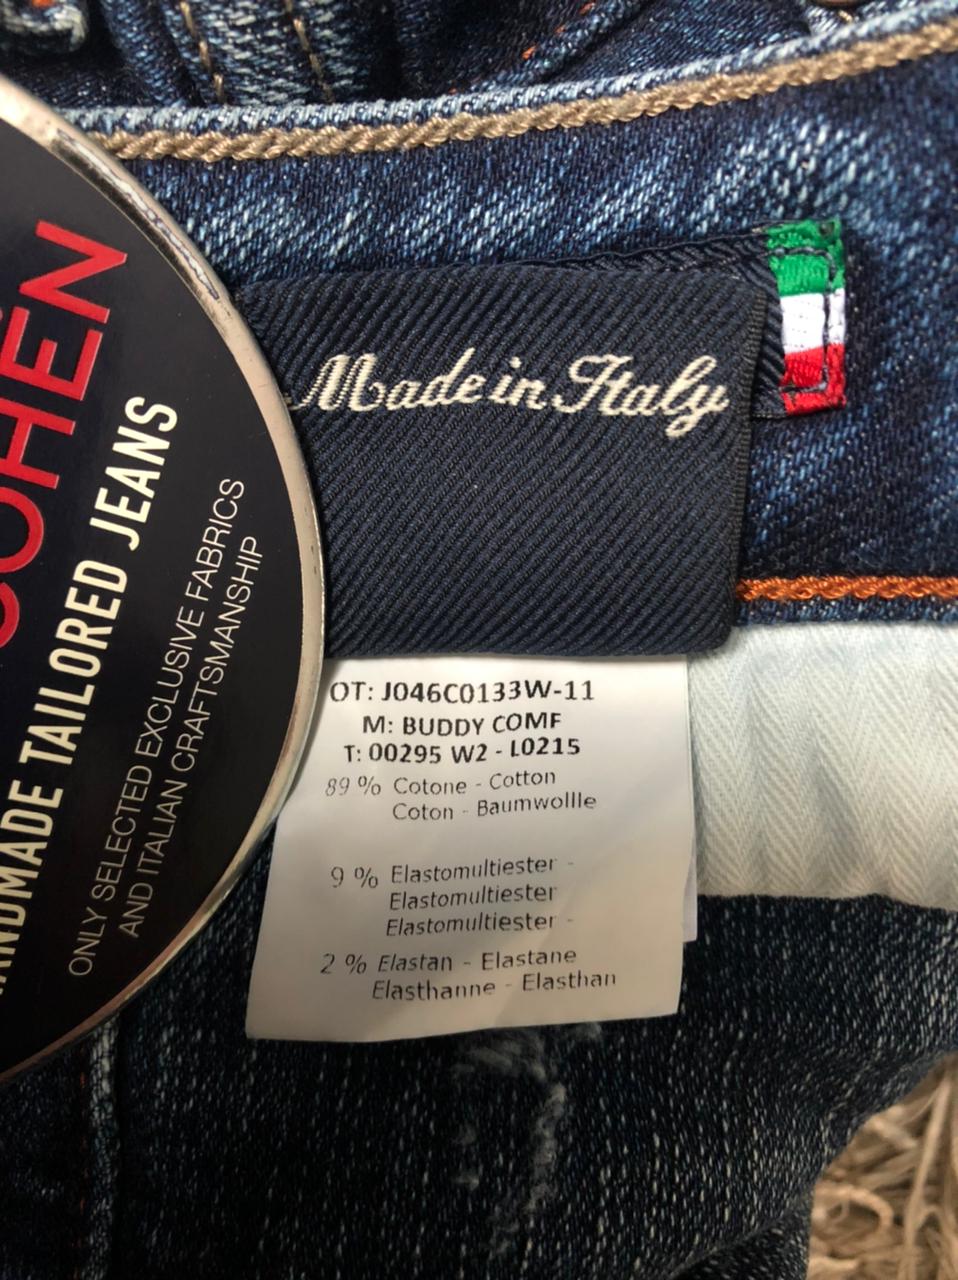 COHËN
HANDMADE TAILORED JEANS
ONLY SELECTED EXCLUSIVE FABRICS
AND ITALIAN CRAFTSMANSHIP
Made in Italy
OT: J046C0133W-11
M: BUDDY COMF
T: 00295 W2 - L0215
89 % Cotone - Cotton
Coton - Baumwollle
9 % Elastomultiester -
Elastomultiester
Elastomultiester -
2 % Elastan - Elastane
Elasthanne - Elasthan